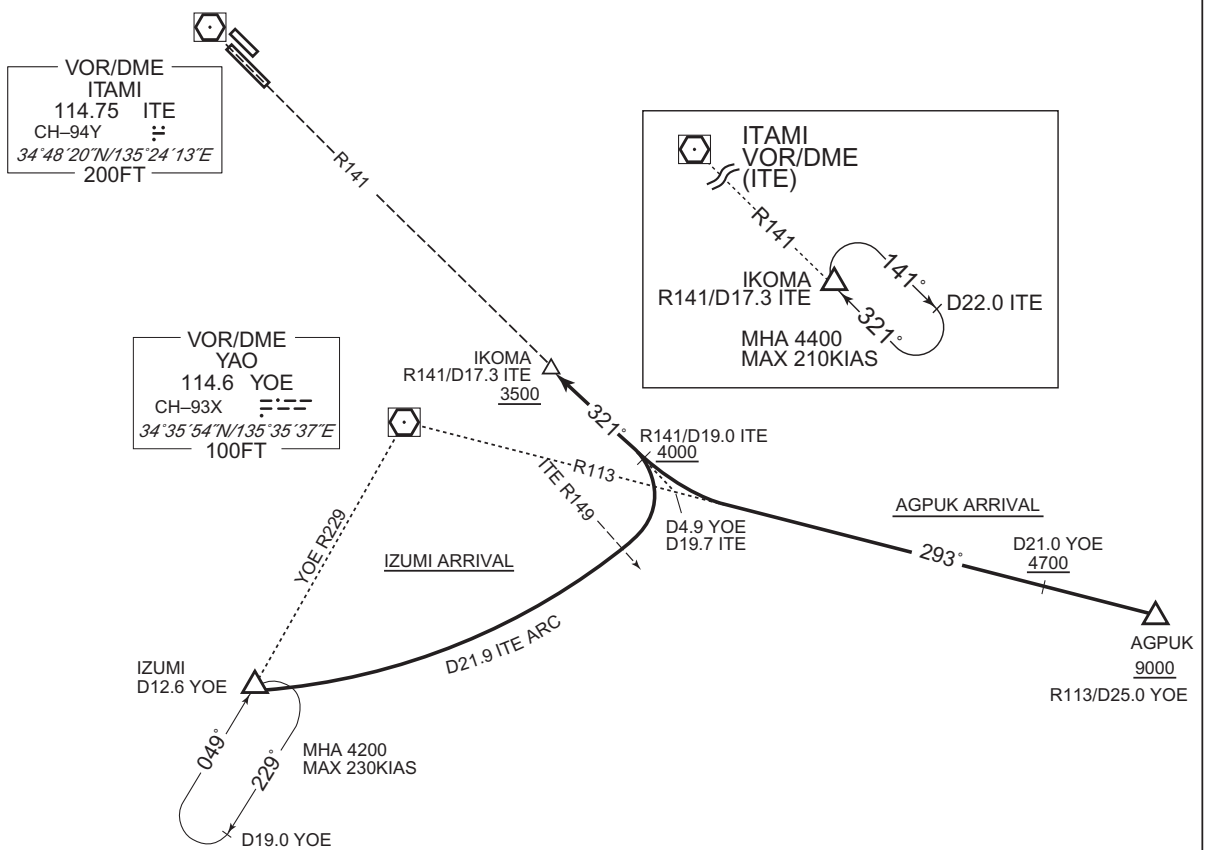 VOR/DME
ITAMI
114.75 ITE
CH–94Y
34°48´20˝N/135°24´13˝E
200FT
R141
ITAMI
VOR/DME
(ITE)
R141
IKOMA
R141/D17.3 ITE
141°
321°
D22.0 ITE
MHA 4400
MAX 210KIAS
VOR/DME
YAO
114.6 YOE
CH–93X
34°35´54˝N/135°35´37˝E
100FT
IKOMA
R141/D17.3 ITE
3500
321°
R141/D19.0 ITE
4000
R113
ITE R149
D4.9 YOE
D19.7 ITE
AGPUK ARRIVAL
293°
D21.0 YOE
4700
AGPUK
9000
R113/D25.0 YOE
YOE R229
IZUMI ARRIVAL
D21.9 ITE ARC
IZUMI
D12.6 YOE
049°
229°
MHA 4200
MAX 230KIAS
D19.0 YOE